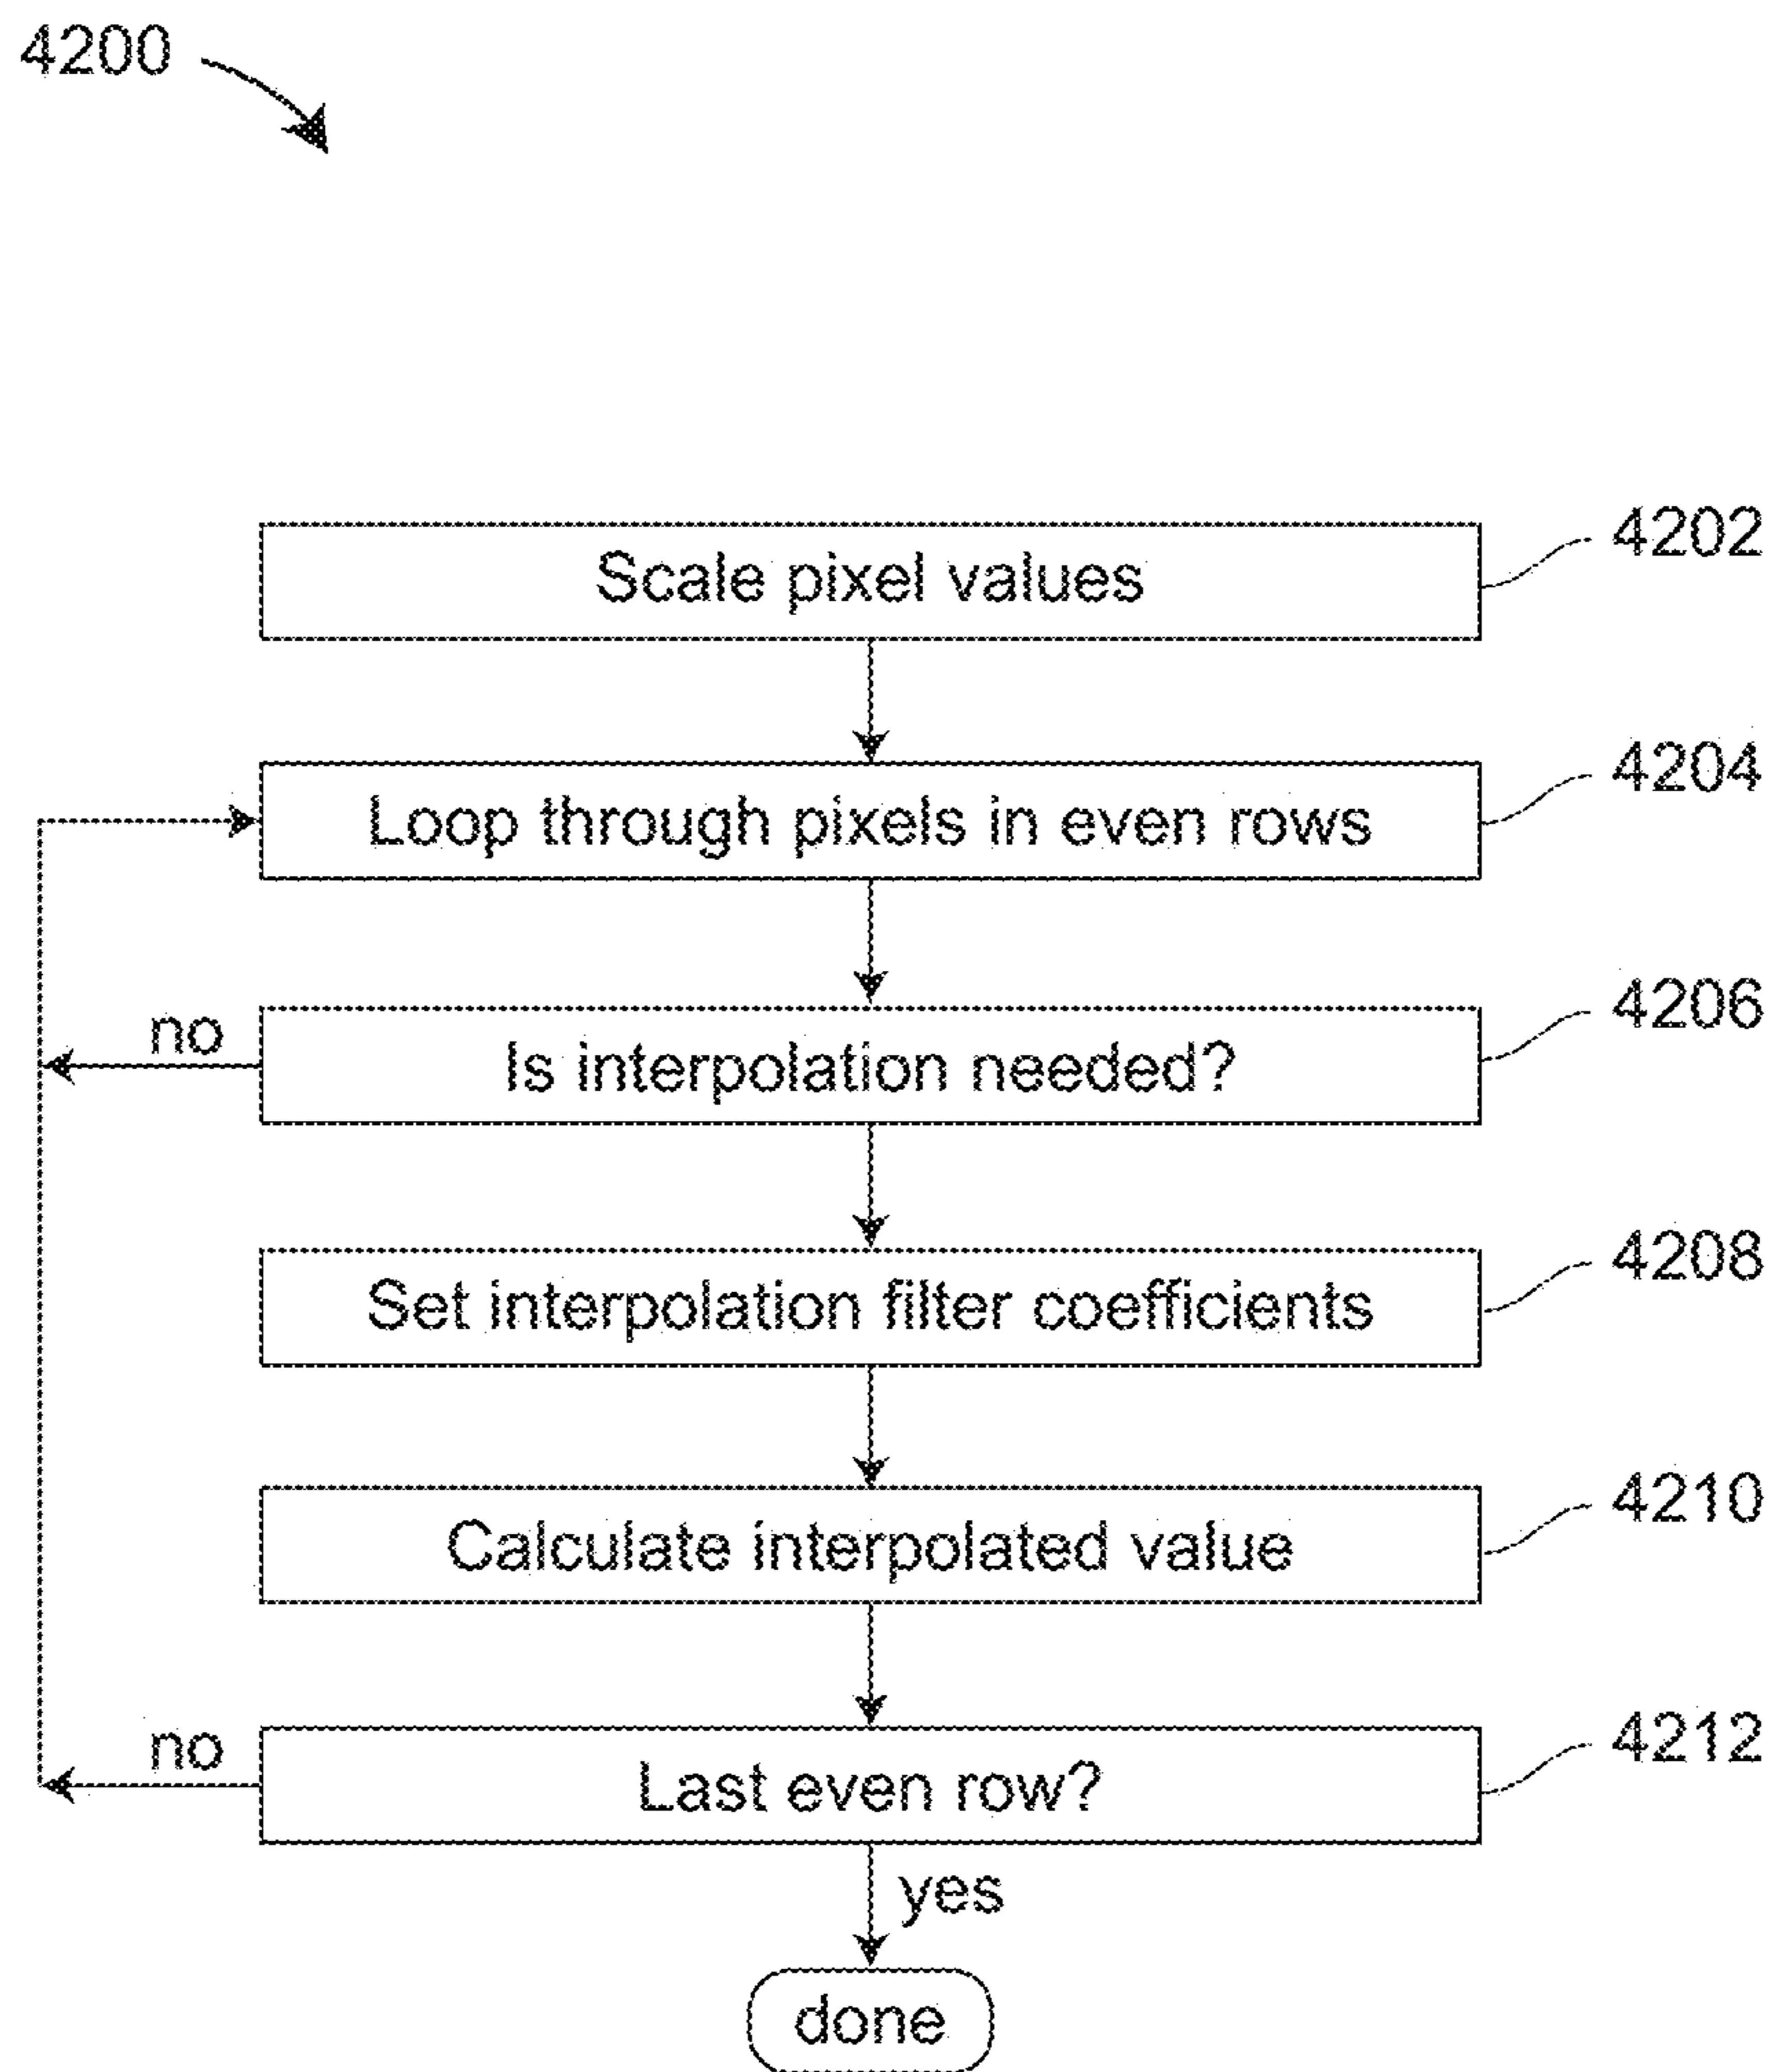 4200
Scale pixel values
4202
Loop through pixels in even rows
4204
no
Is interpolation needed?
4206
Set interpolation filter coefficients
4208
Calculate interpolated value
4210
no
Last even row?
4212
yes
done